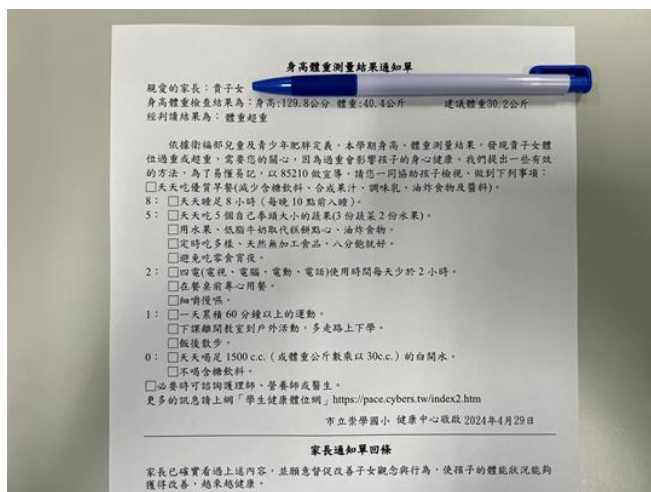 身高體重測量結果通知單
親愛的家長：貴子女
身高體重檢查結果為：身高:129.8公分 體重:40.4公斤 建議體重30.2公斤
經判讀結果為： 體重超重
依據衛福部兒童及青少年肥胖定義，本學期身高、體重測量結果，發現貴子女體
位過重或超重，需要您的關心，因為過重會影響孩子的身心健康。我們提出一些有效
的方法，為了易懂易記，以 85210 做宣導，請您一同協助孩子檢視、做到下列事項：
□天天吃優質早餐(減少含糖飲料、合成果汁、調味乳、油炸食物及醬料)。
8：□天天睡足 8 小時（每晚 10 點前入睡）。
5：□天天吃 5 個自己拳頭大小的蔬果(3 份蔬菜 2 份水果)。
□用水果、低脂牛奶取代糕餅點心、油炸食物。
□定時吃多樣、天然無加工食品，八分飽就好。
□避免吃零食宵夜。
2：□四電(電視、電腦、電動、電話)使用時間每天少於 2 小時。
□在餐桌前專心用餐。
□細嚼慢嚥。
1：□一天累積 60 分鐘以上的運動。
□下課離開教室到戶外活動，多走路上下學。
□飯後散步。
0：□天天喝足 1500 c.c.（或體重公斤數乘以 30c.c.）的白開水。
□不喝含糖飲料。
□必要時可諮詢護理師、營養師或醫生。
更多的訊息請上網「學生健康體位網」https://pace.cybers.tw/index2.htm
市立崇學國小 健康中心敬啟 2024年4月29日
家長通知單回條
家長已確實看過上述內容，並願意督促改善子女觀念與行為，使孩子的體能狀況能夠
獲得改善，越來越健康。